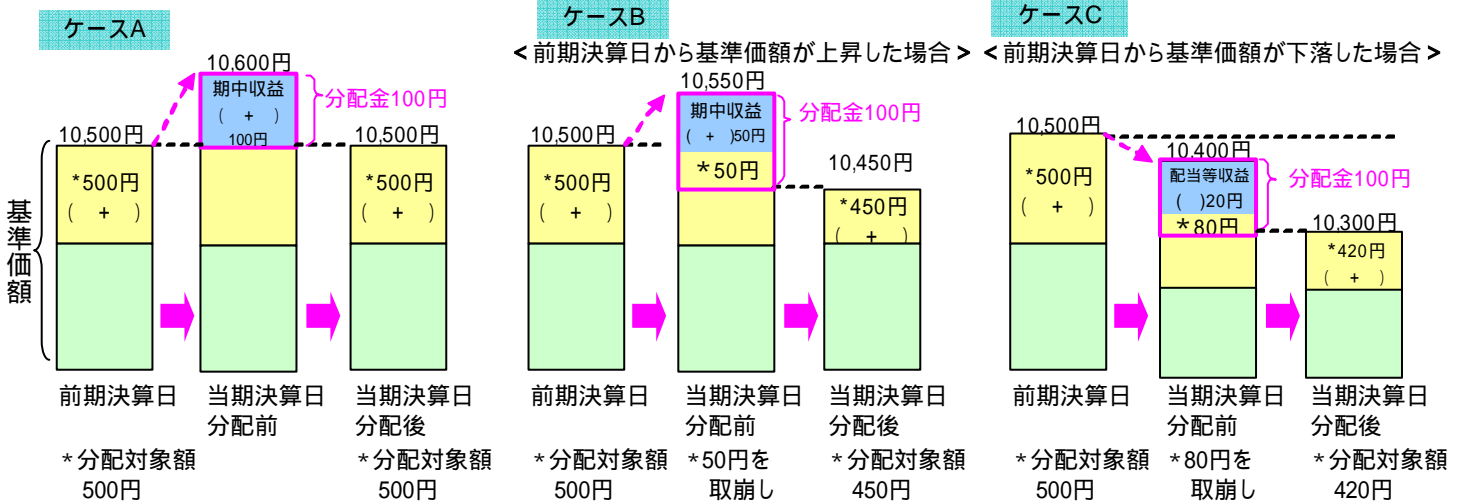 ケースA
10,600円
期中収益
( + )
100円
分配金100円
10,500円
10,500円
*500円
( + )
*500円
( + )
基準価額
前期決算日
当期決算日
分配前
当期決算日
分配後
*分配対象額
500円
*分配対象額
500円
ケースB
<前期決算日から基準価額が上昇した場合>
10,550円
期中収益
( + )50円
*50円
分配金100円
10,500円
10,450円
*500円
( + )
*450円
( + )
前期決算日
当期決算日
分配前
当期決算日
分配後
*分配対象額
500円
*50円を
取崩し
*分配対象額
450円
ケースC
<前期決算日から基準価額が下落した場合>
10,500円
10,400円
配当等収益
( )20円
*80円
分配金100円
10,300円
*500円
( + )
*420円
( + )
前期決算日
当期決算日
分配前
当期決算日
分配後
*分配対象額
500円
*80円を
取崩し
*分配対象額
420円